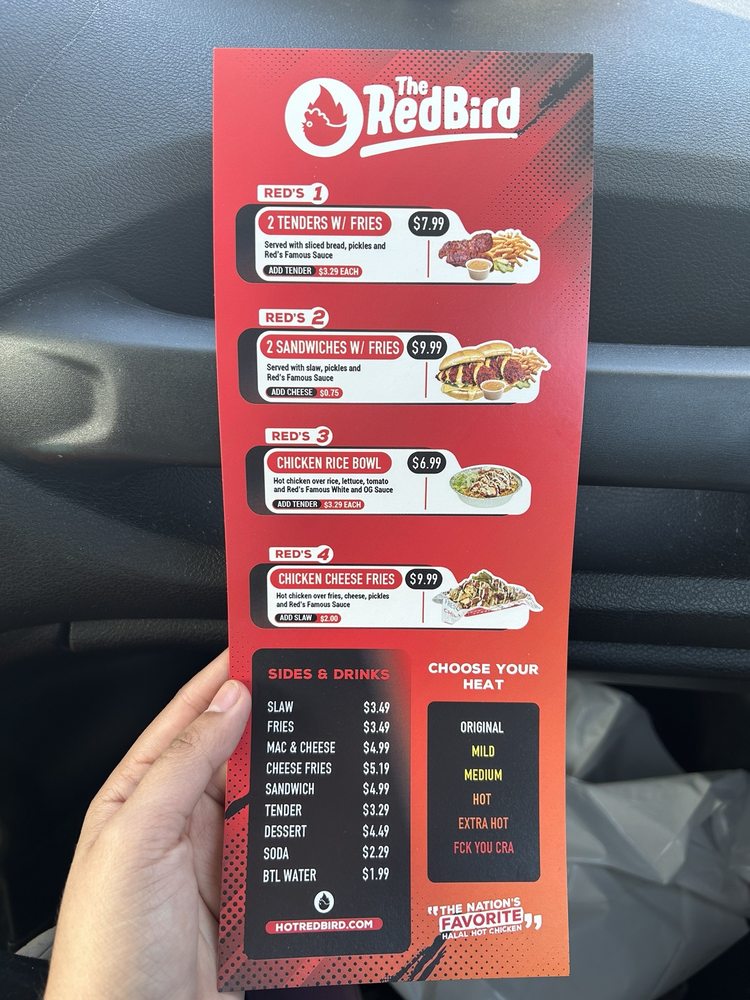 The
RedBird
RED'S 1
2 TENDERS W/ FRIES $7.99
Served with sliced bread, pickles and
Red's Famous Sauce
ADD TENDER $3.29 EACH
RED'S 2
2 SANDWICHES W/ FRIES $9.99
Served with slaw, pickles and
Red's Famous Sauce
ADD CHEESE $0.75
RED'S 3
CHICKEN RICE BOWL $6.99
Hot chicken over rice, lettuce, tomato
and Red's Famous White and OG Sauce
ADD TENDER $3.29 EACH
RED'S 4
CHICKEN CHEESE FRIES $9.99
Hot chicken over fries, cheese, pickles
and Red's Famous Sauce
ADD SLAW $2.00
SIDES & DRINKS
SLAW $3.49
FRIES $3.49
MAC & CHEESE $4.99
CHEESE FRIES $5.19
SANDWICH $4.99
TENDER $3.29
DESSERT $4.49
SODA $2.29
BTL WATER $1.99
HOTREDBIRD.COM
CHOOSE YOUR
HEAT
ORIGINAL
MILD
MEDIUM
HOT
EXTRA HOT
FCK YOU CRA
"THE NATION'S
FAVORITE
HALAL HOT CHICKEN"